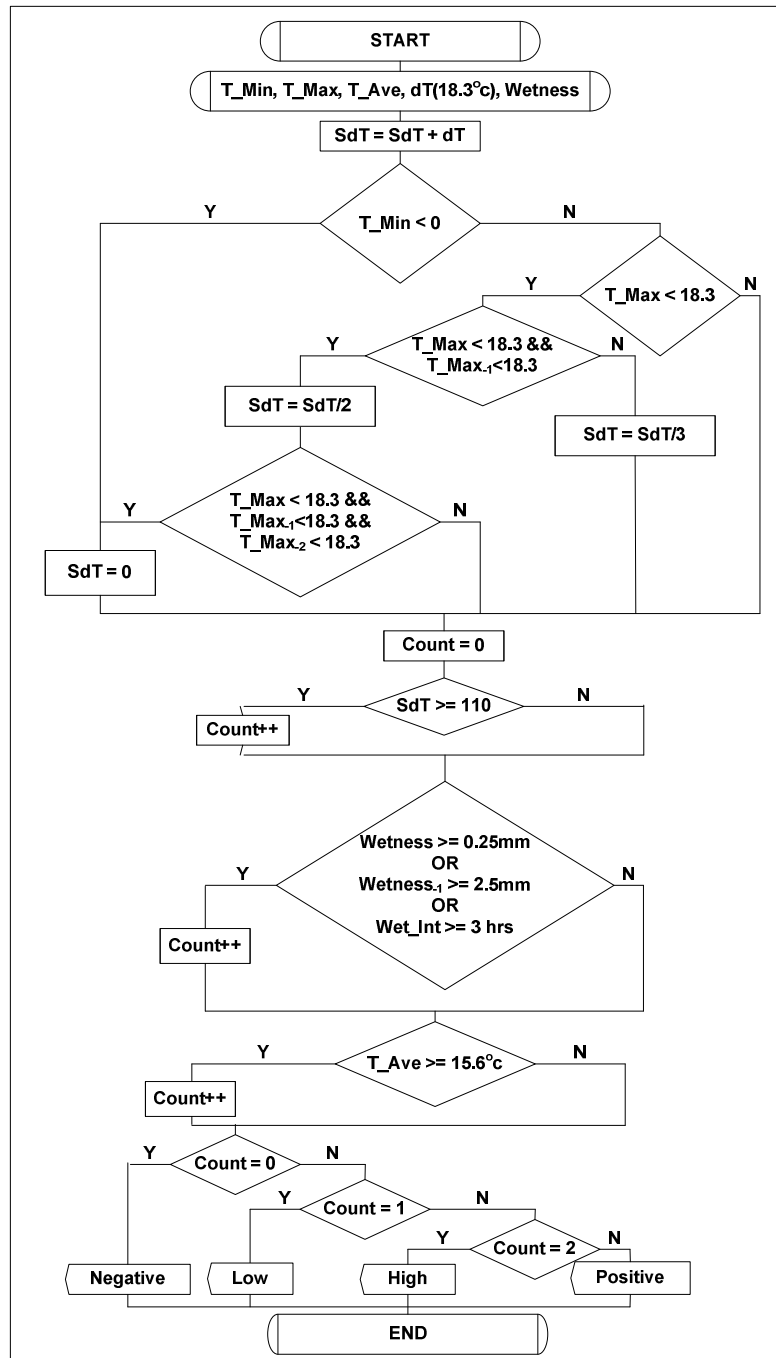 START
T_Min, T_Max, T_Ave, dT(18.3°c), Wetness
SdT = SdT + dT
Y
T_Min < 0
N
Y
T_Max < 18.3
N
Y
T_Max < 18.3 &&
T_Max-1<18.3
N
SdT = SdT/2
SdT = SdT/3
Y
T_Max < 18.3 &&
T_Max-1<18.3 &&
T_Max-2 < 18.3
N
SdT = 0
Count = 0
Y
SdT >= 110
N
Count++
Wetness >= 0.25mm
OR
Y
Wetness-1 >= 2.5mm
N
OR
Wet_Int >= 3 hrs
Count++
Y
T_Ave >= 15.6°c
N
Count++
Y
Count = 0
N
Y
Count = 1
N
Y
Count = 2
N
Negative
Low
High
Positive
END